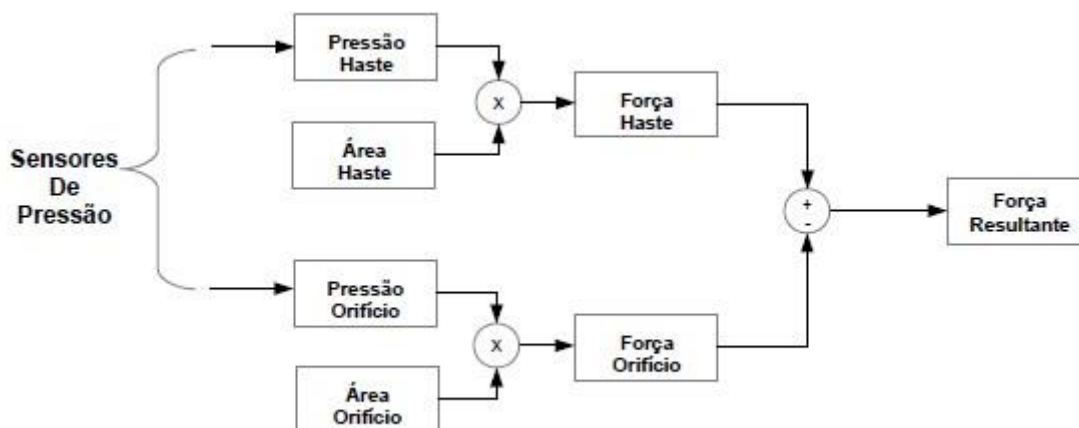 Pressão
Haste
X
Força
Haste
Área
Haste
Sensores
De
Pressão
+
-
Força
Resultante
Pressão
Orifício
X
Força
Orifício
Área
Orifício